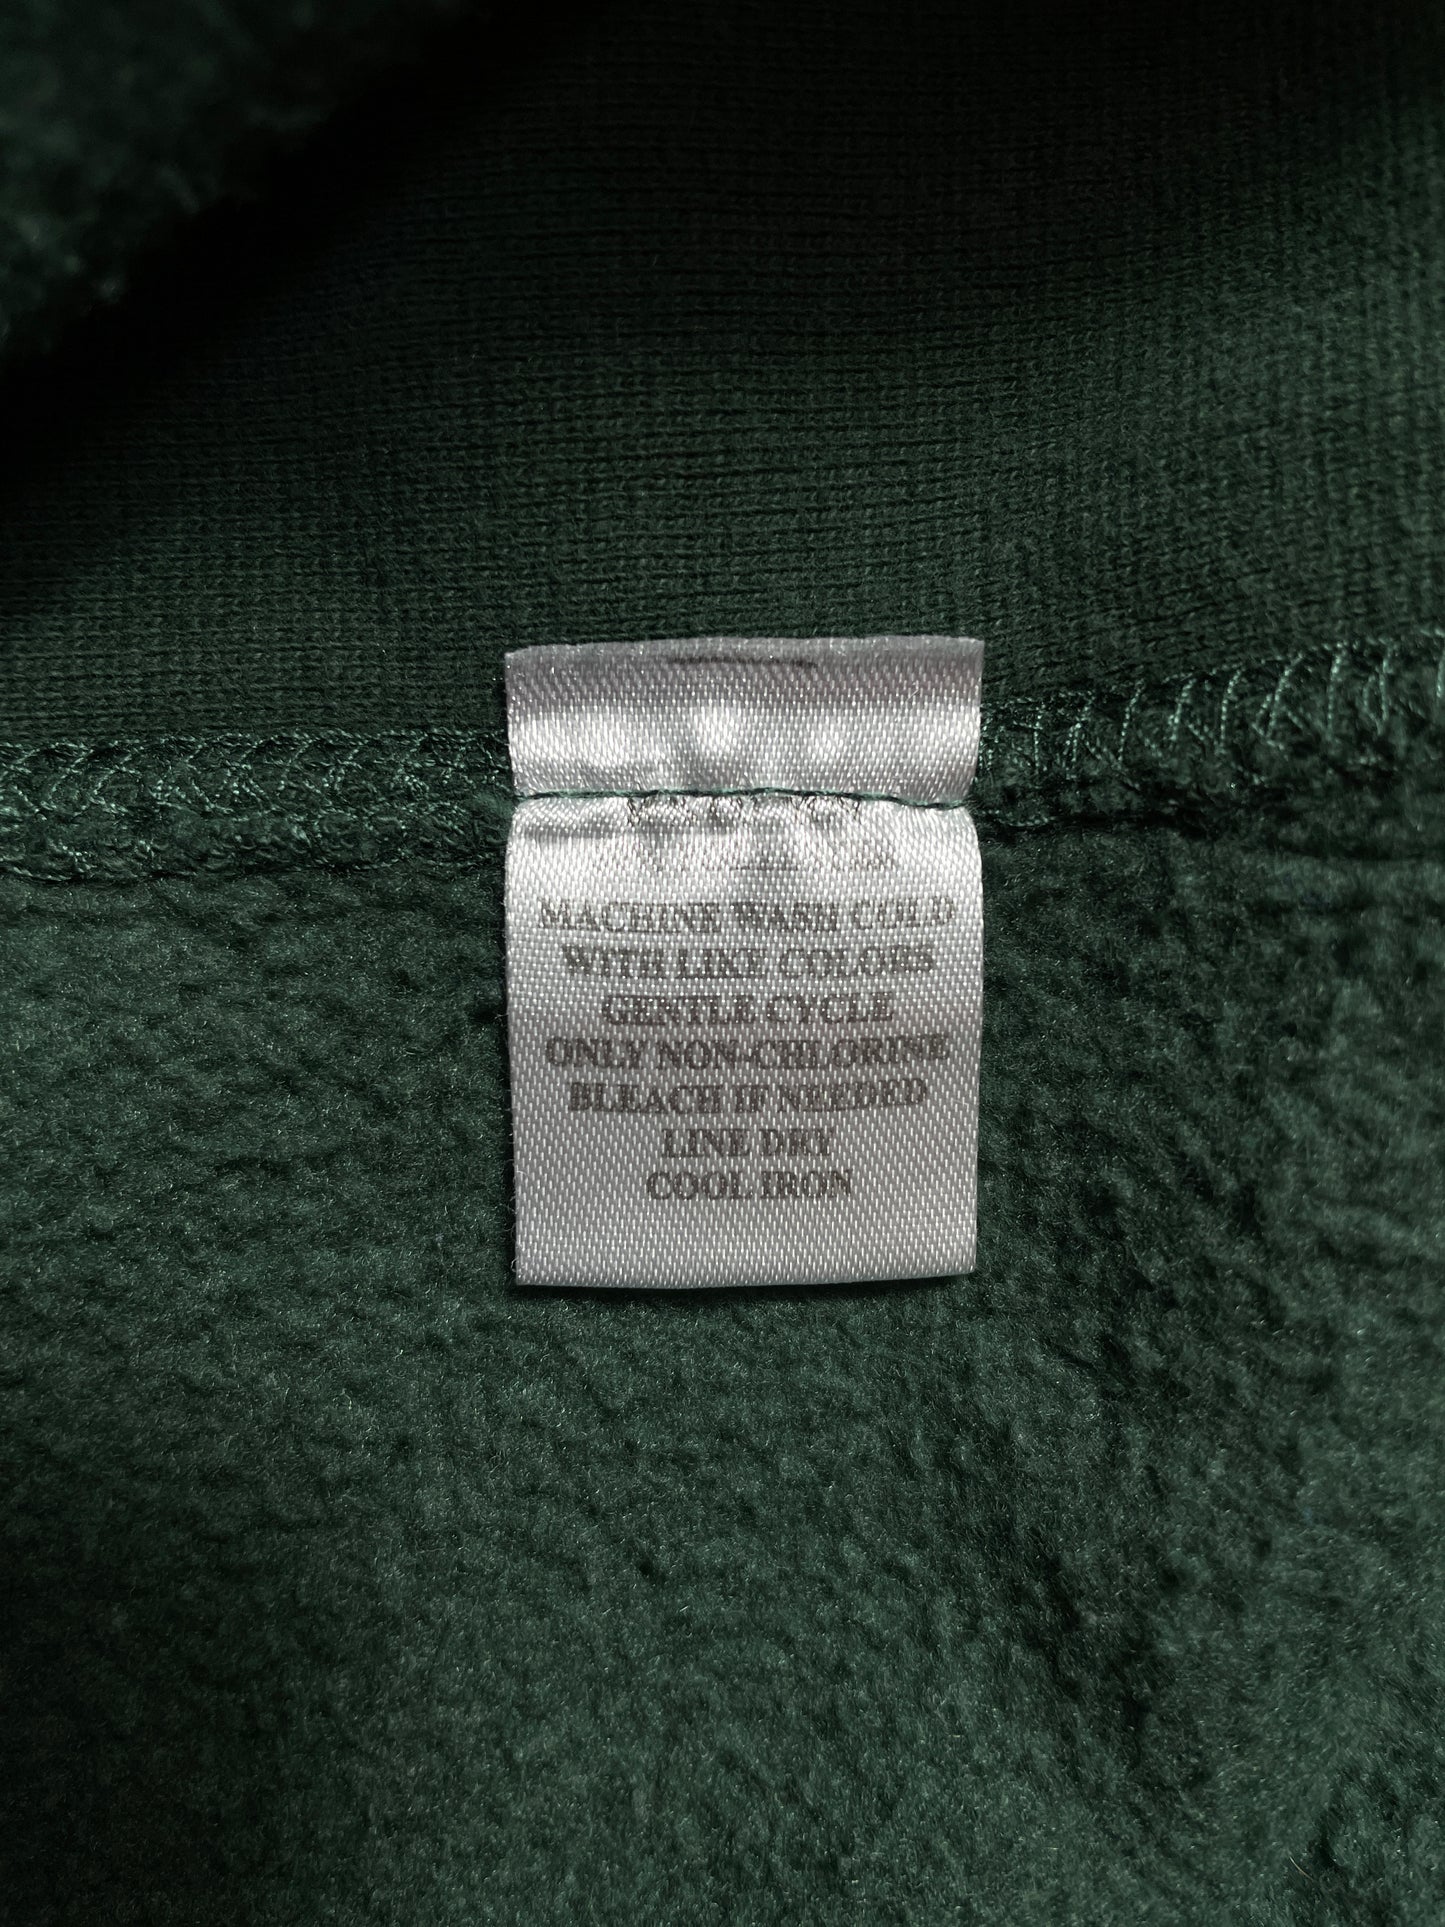 MACHINE WASH COLD
WITH LIKE COLORS
GENTLE CYCLE
ONLY NON-CHLORINE
BLEACH IF NEEDED
LINE DRY
COOL IRON